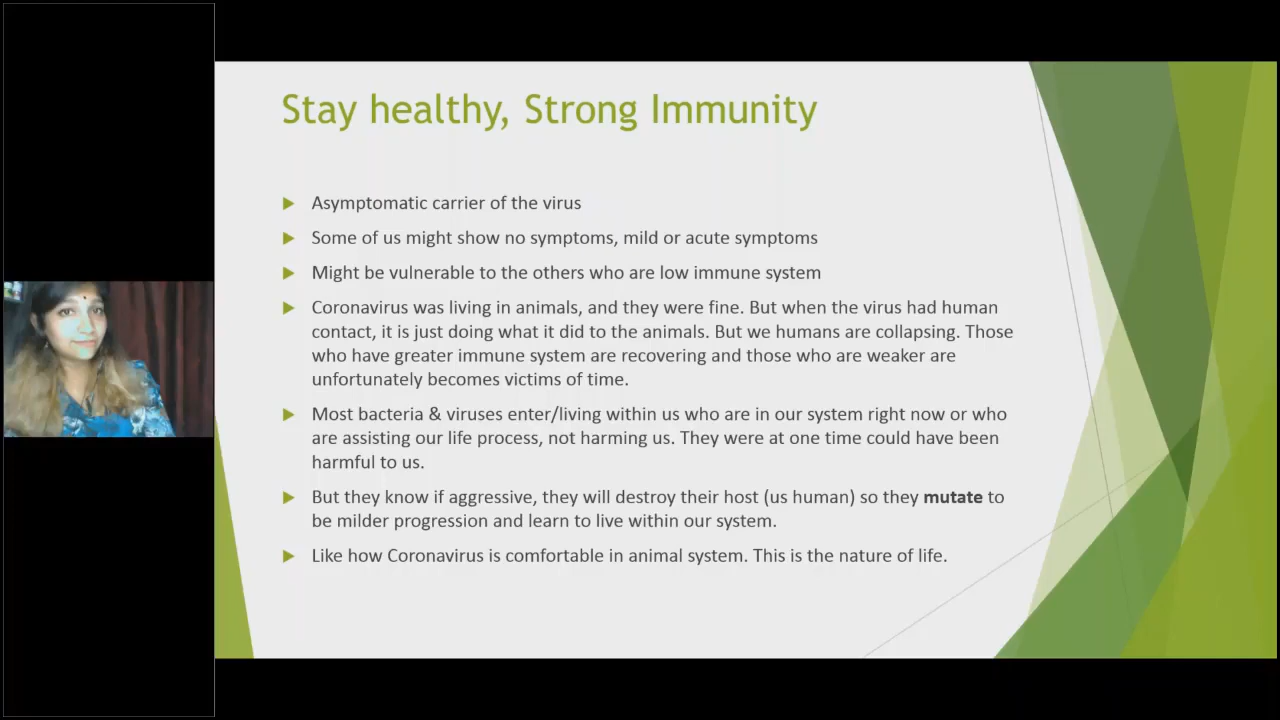 Stay healthy, Strong Immunity
Asymptomatic carrier of the virus
Some of us might show no symptoms, mild or acute symptoms
Might be vulnerable to the others who are low immune system
Coronavirus was living in animals, and they were fine. But when the virus had human
contact, it is just doing what it did to the animals. But we humans are collapsing. Those
who have greater immune system are recovering and those who are weaker are
unfortunately becomes victims of time.
Most bacteria & viruses enter/living within us who are in our system right now or who
are assisting our life process, not harming us. They were at one time could have been
harmful to us.
But they know if aggressive, they will destroy their host (us human) so they mutate to
be milder progression and learn to live within our system.
Like how Coronavirus is comfortable in animal system. This is the nature of life.